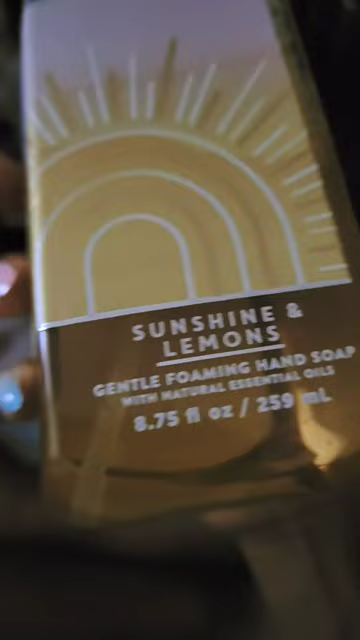 SUNSHINE &
LEMONS
GENTLE FOAMING HAND SOAP
WITH NATURAL ESSENTIAL OILS
8.75 fl oz / 259 mL